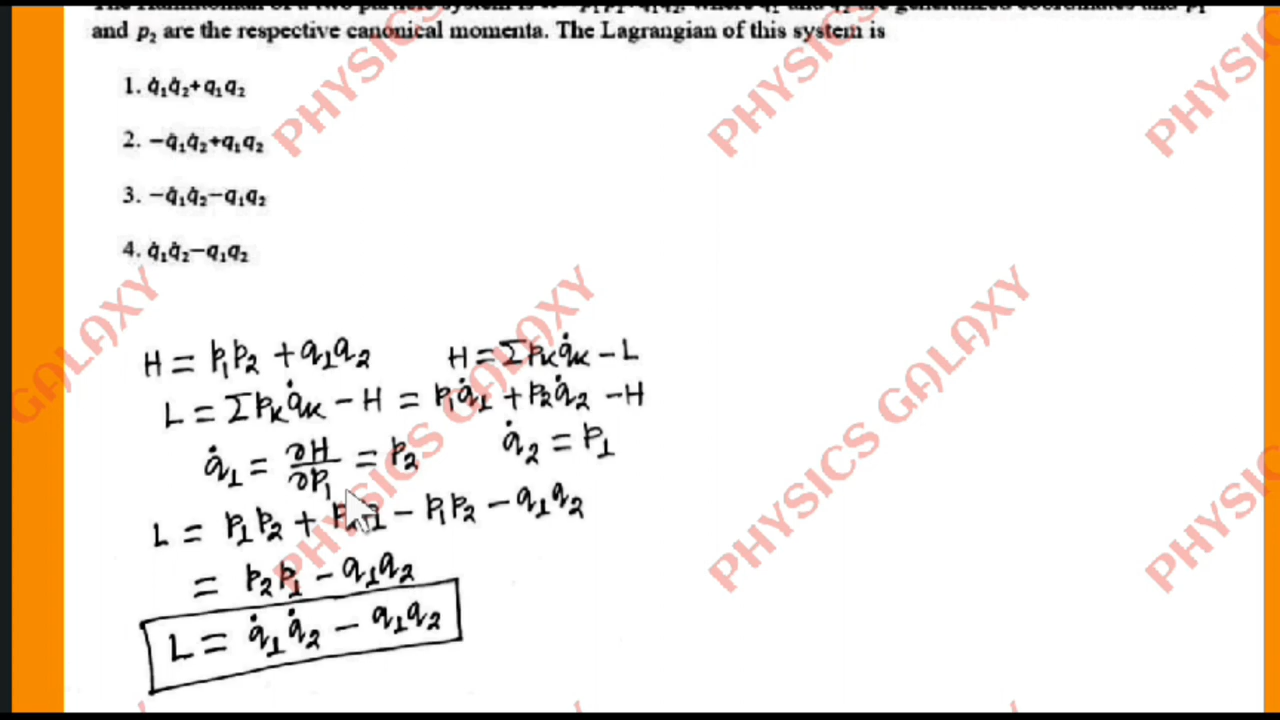 and p₂ are the respective canonical momenta. The Lagrangian of this system is
1. q̇₁q̇₂+q₁q₂
2. −q̇₁q̇₂+q₁q₂
3. −q̇₁q̇₂−q₁q₂
4. q̇₁q̇₂−q₁q₂
H = p₁p₂ + q₁q₂ H = Σpₖq̇ₖ − L
L = Σpₖq̇ₖ − H = p₁q̇₁ + p₂q̇₂ − H
q̇₁ = ∂H/∂p₁ = p₂ q̇₂ = p₁
L = p₁p₂ + − p₁p₂ − q₁q₂
= p₂p₁ − q₁q₂
L = q̇₁q̇₂ − q₁q₂
PHYSICS GALAXY